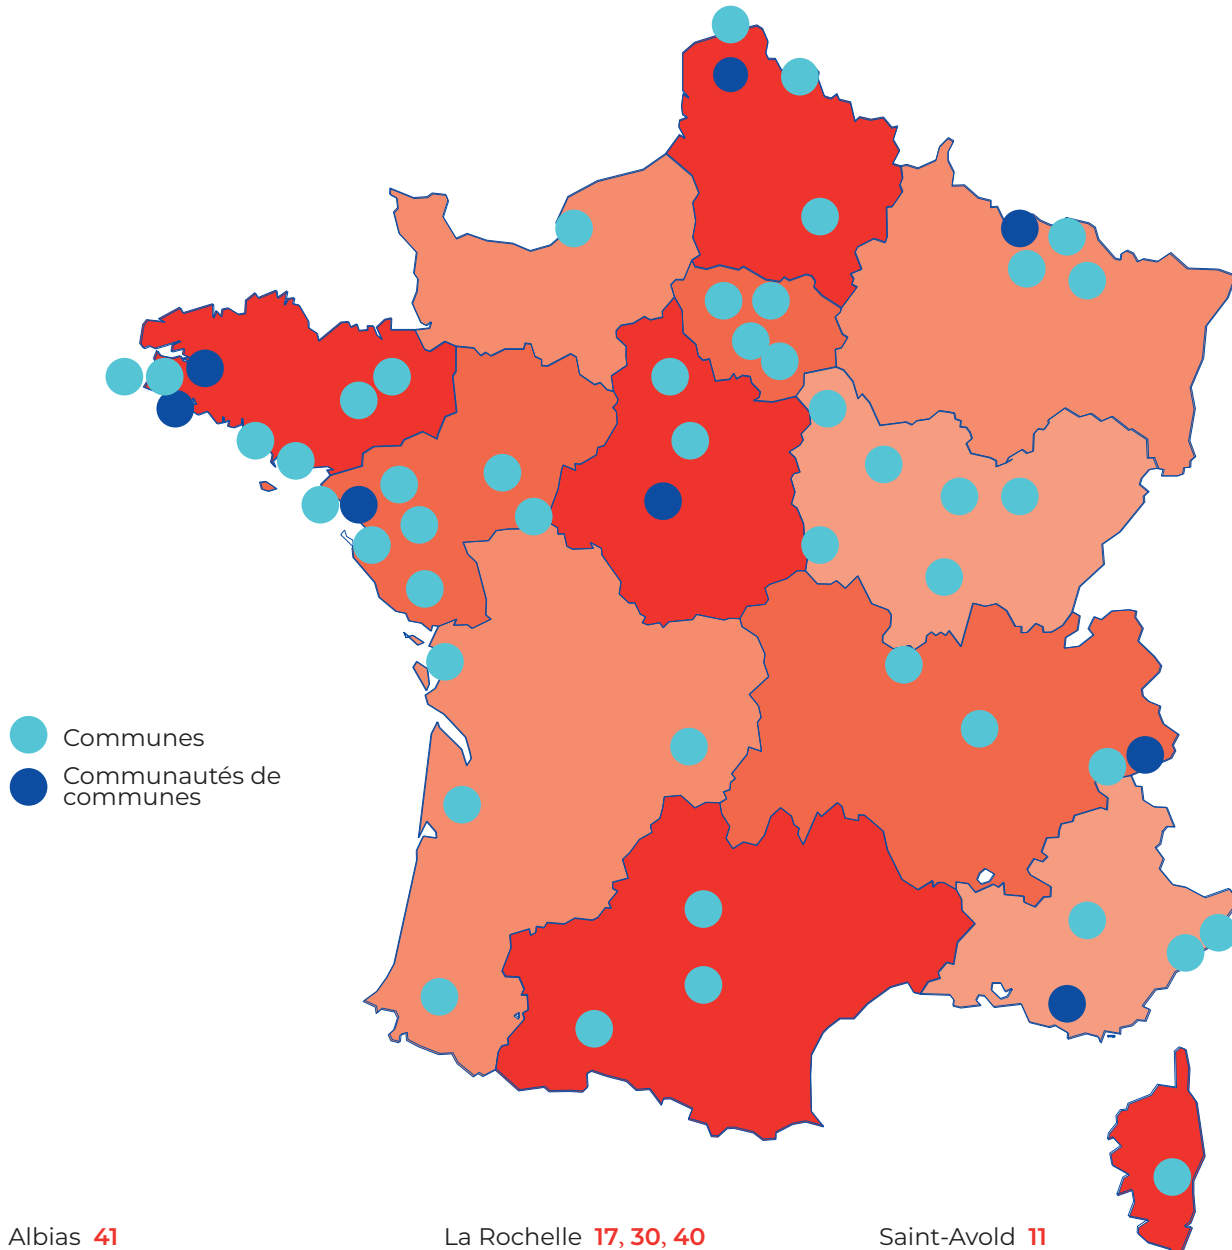 Communes
Communautés de
communes
Albias 41
La Rochelle 17, 30, 40
Saint-Avold 11